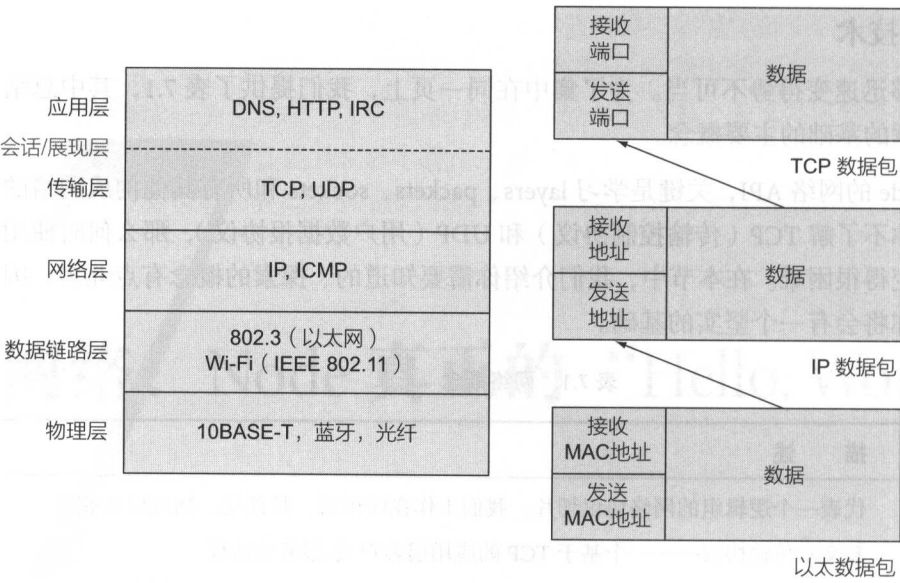 应用层
DNS, HTTP, IRC
会话/展现层
传输层
TCP, UDP
网络层
IP, ICMP
数据链路层
802.3（以太网）
Wi-Fi（IEEE 802.11）
物理层
10BASE-T，蓝牙，光纤
接收
端口
发送
端口
数据
TCP 数据包
接收
地址
发送
地址
数据
IP 数据包
接收
MAC地址
发送
MAC地址
数据
以太数据包